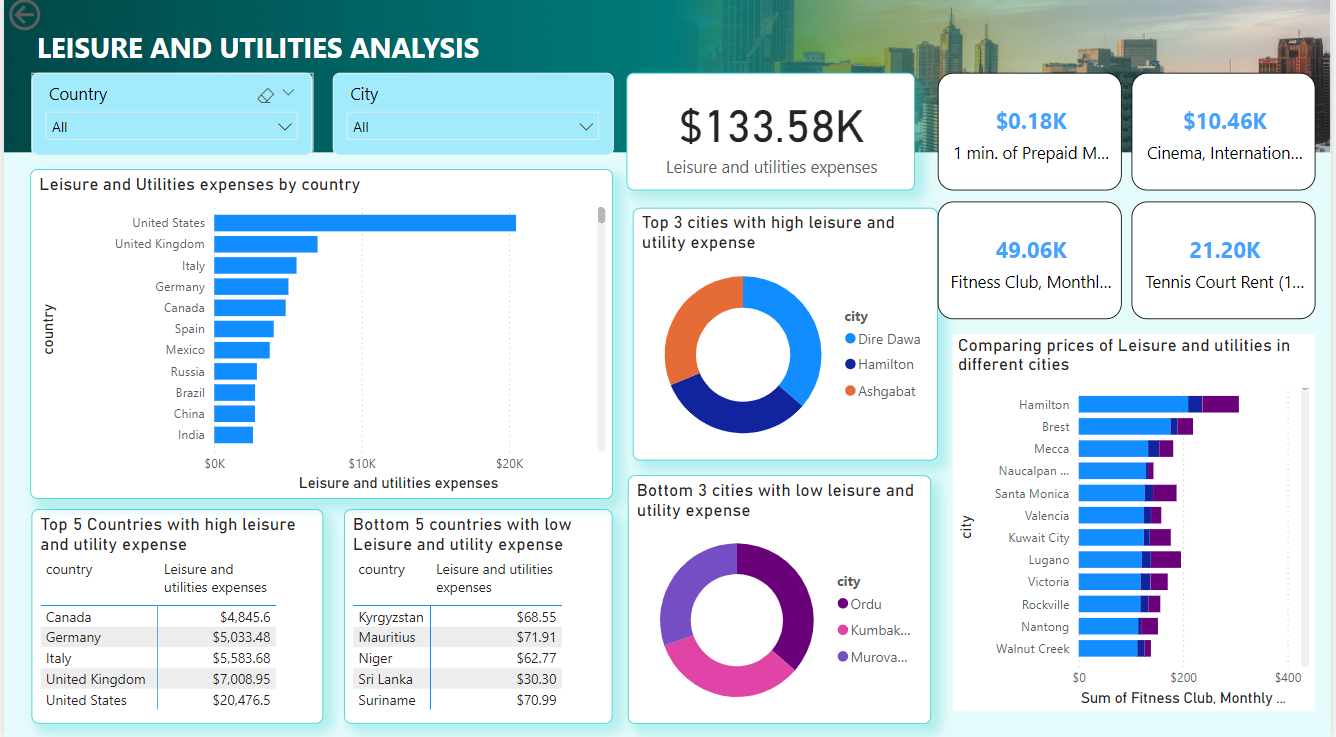 LEISURE AND UTILITIES ANALYSIS
Country
All
City
All
$133.58K
Leisure and utilities expenses
$0.18K
1 min. of Prepaid M...
$10.46K
Cinema, Internation...
49.06K
Fitness Club, Monthl...
21.20K
Tennis Court Rent (1...
Leisure and Utilities expenses by country
country
United States
United Kingdom
Italy
Germany
Canada
Spain
Mexico
Russia
Brazil
China
India
$0K $10K $20K
Leisure and utilities expenses
Top 3 cities with high leisure and
utility expense
city
Dire Dawa
Hamilton
Ashgabat
Comparing prices of Leisure and utilities in
different cities
city
Hamilton
Brest
Mecca
Naucalpan ...
Santa Monica
Valencia
Kuwait City
Lugano
Victoria
Rockville
Nantong
Walnut Creek
$0 $200 $400
Sum of Fitness Club, Monthly ...
Top 5 Countries with high leisure
and utility expense
country Leisure and
utilities expenses
Canada $4,845.6
Germany $5,033.48
Italy $5,583.68
United Kingdom $7,008.95
United States $20,476.5
Bottom 5 countries with low
Leisure and utility expense
country Leisure and utilities
expenses
Kyrgyzstan $68.55
Mauritius $71.91
Niger $62.77
Sri Lanka $30.30
Suriname $70.99
Bottom 3 cities with low leisure and
utility expense
city
Ordu
Kumbak...
Murova...